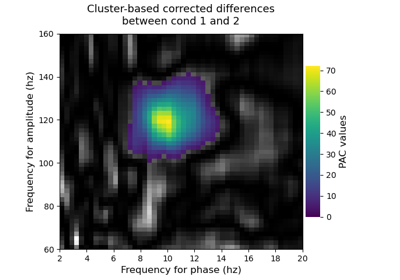 Cluster-based corrected differences
between cond 1 and 2
Frequency for amplitude (hz)
160
140
120
100
80
60
2 4 6 8 10 12 14 16 18 20
Frequency for phase (hz)
60
50
40
30
20
10
0
PAC values